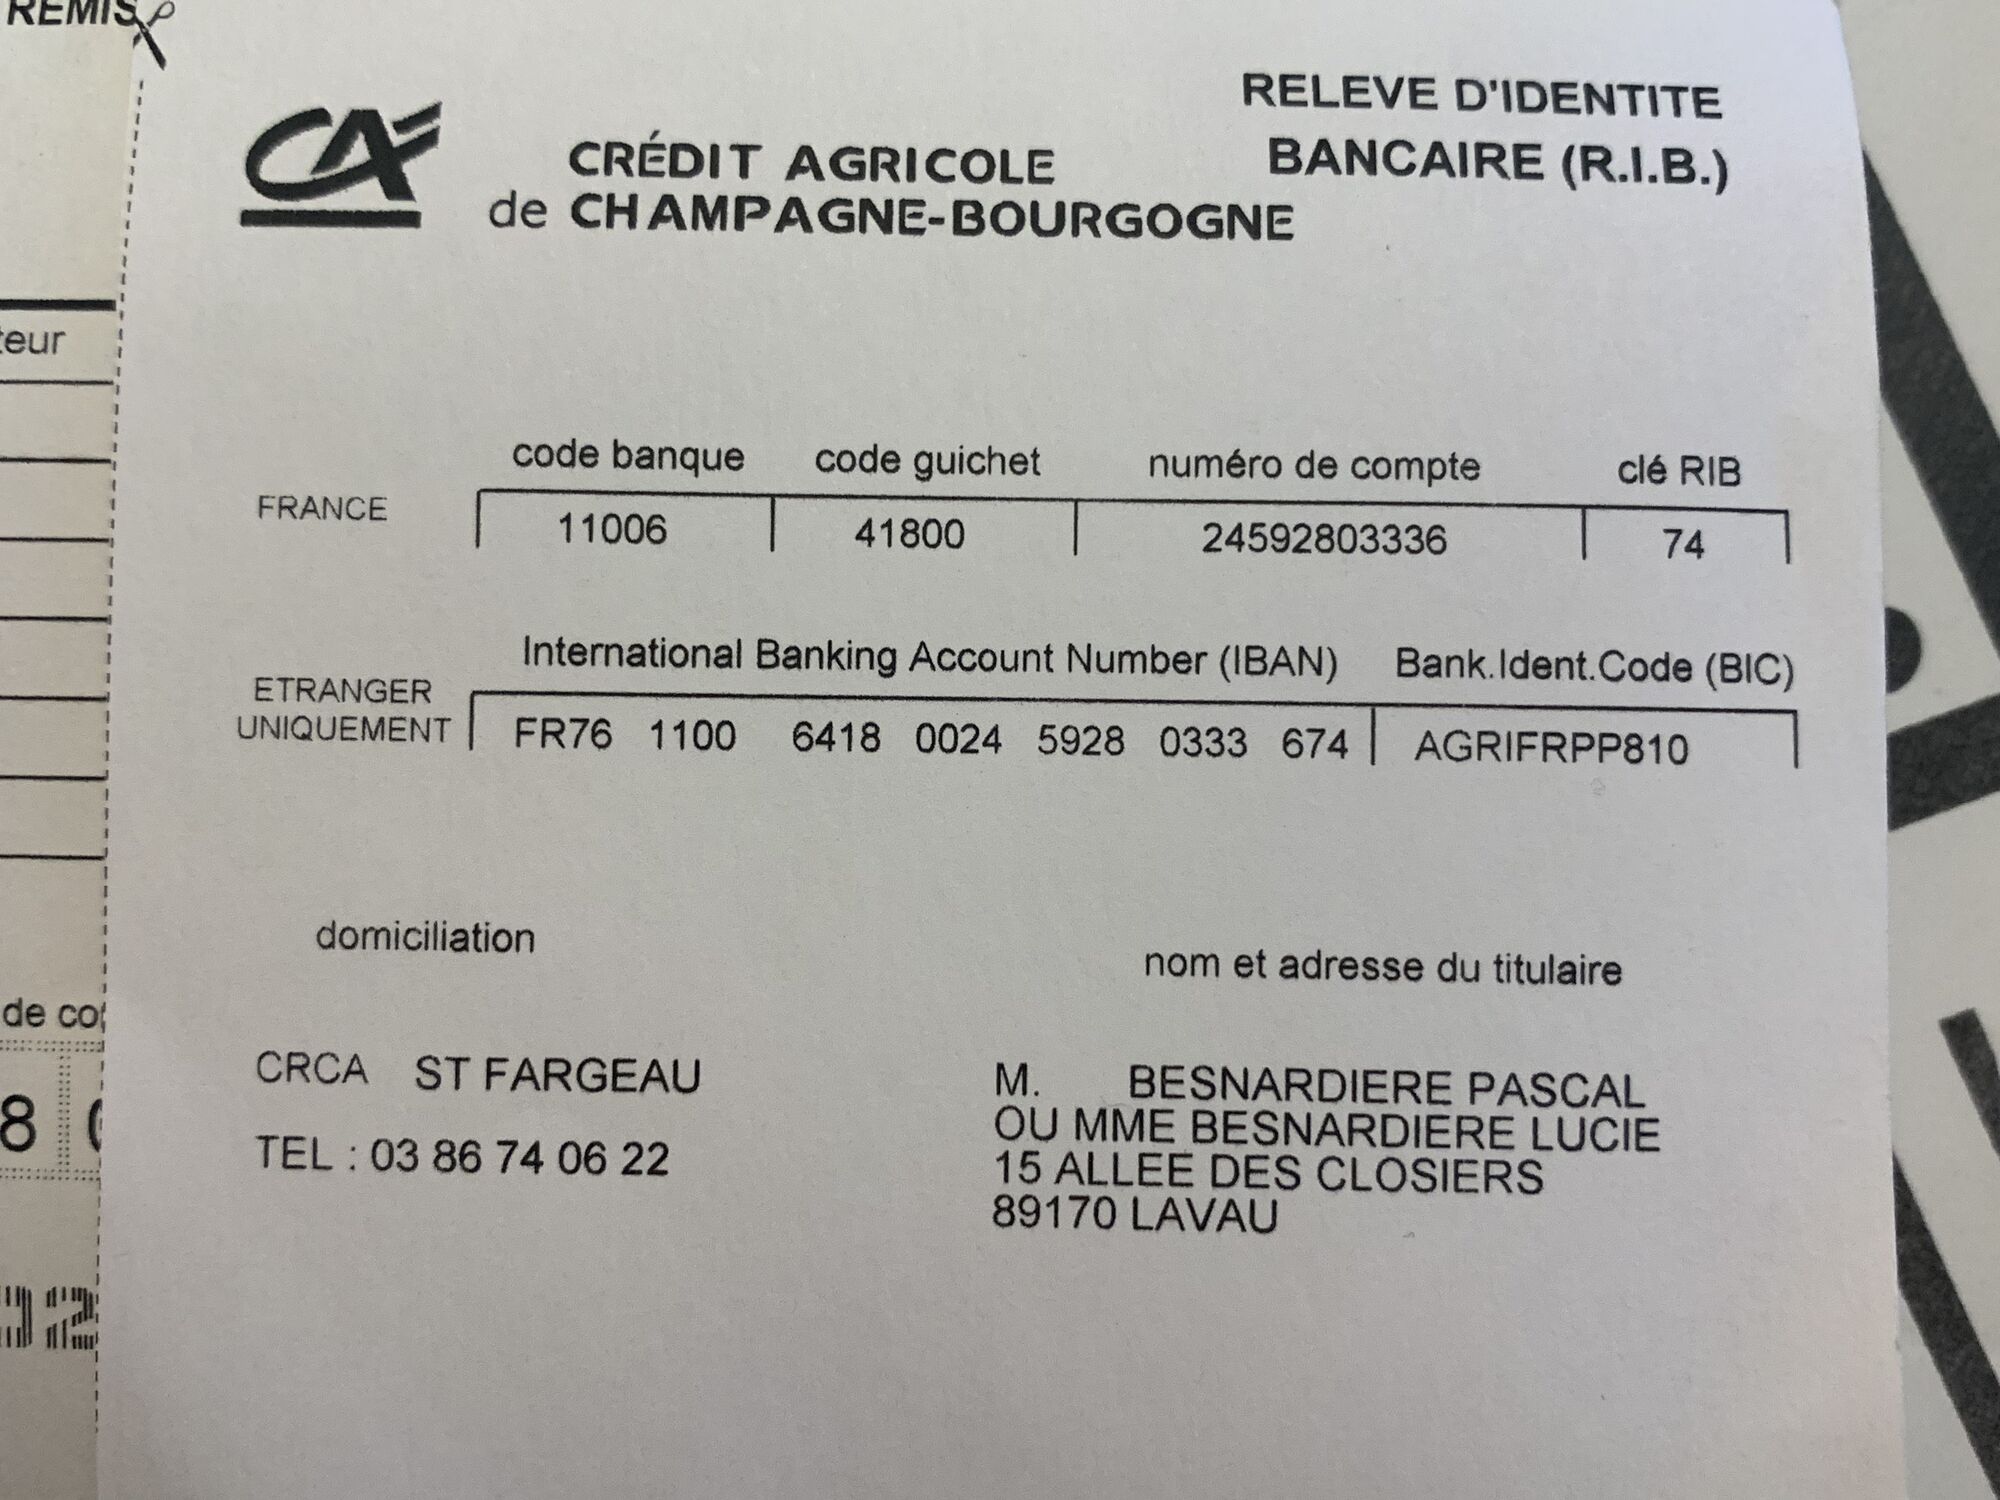 REMIS
CA
RELEVE D'IDENTITE
BANCAIRE (R.I.B.)
CRÉDIT AGRICOLE
de CHAMPAGNE-BOURGOGNE
teur
code banque code guichet numéro de compte clé RIB
FRANCE 11006 41800 24592803336 74
International Banking Account Number (IBAN) Bank.Ident.Code (BIC)
ETRANGER
UNIQUEMENT FR76 1100 6418 0024 5928 0333 674 AGRIFRPP810
domiciliation
nom et adresse du titulaire
de co
CRCA ST FARGEAU
TEL : 03 86 74 06 22
M. BESNARDIERE PASCAL
OU MME BESNARDIERE LUCIE
15 ALLEE DES CLOSIERS
89170 LAVAU
8
02